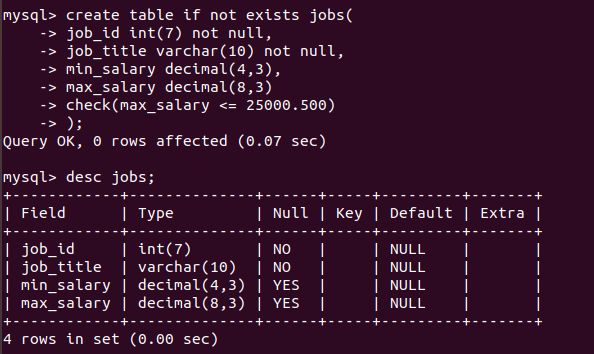 mysql> create table if not exists jobs(
    -> job_id int(7) not null,
    -> job_title varchar(10) not null,
    -> min_salary decimal(4,3),
    -> max_salary decimal(8,3)
    -> check(max_salary <= 25000.500)
    -> );
Query OK, 0 rows affected (0.07 sec)

mysql> desc jobs;
+------------+--------------+------+-----+---------+-------+
| Field      | Type         | Null | Key | Default | Extra |
+------------+--------------+------+-----+---------+-------+
| job_id     | int(7)       | NO   |     | NULL    |       |
| job_title  | varchar(10)  | NO   |     | NULL    |       |
| min_salary | decimal(4,3) | YES  |     | NULL    |       |
| max_salary | decimal(8,3) | YES  |     | NULL    |       |
+------------+--------------+------+-----+---------+-------+
4 rows in set (0.00 sec)